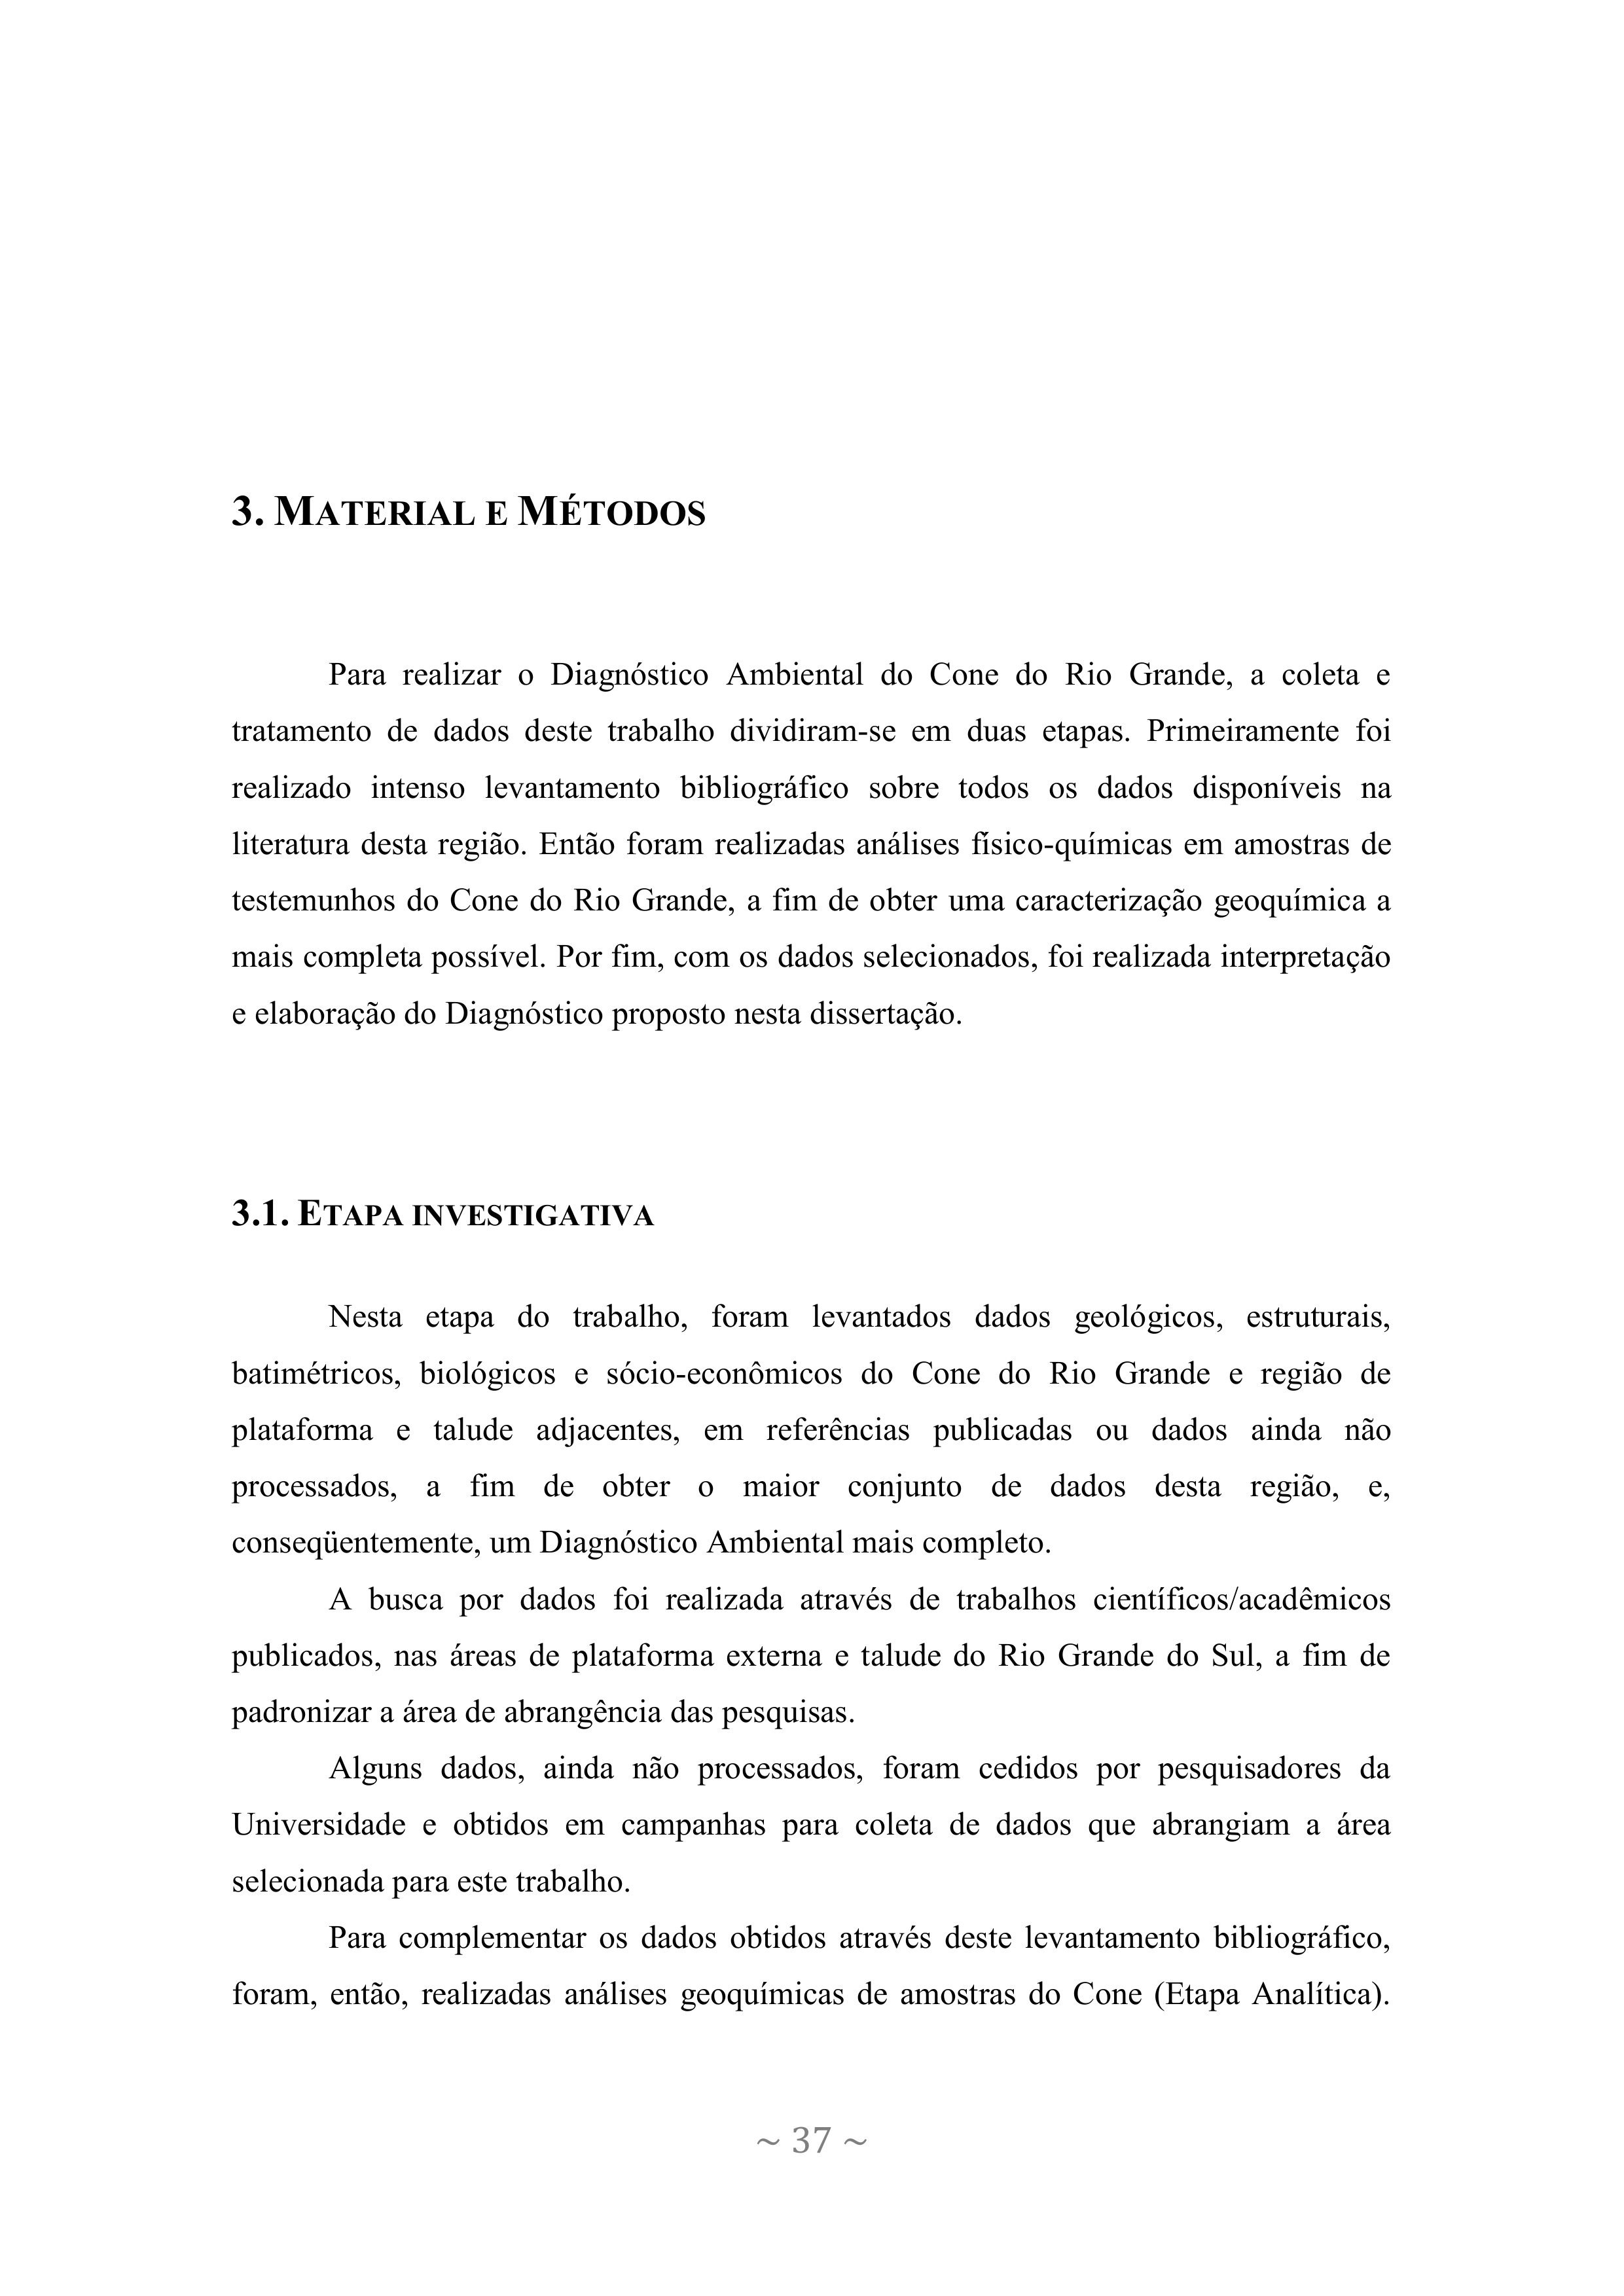 3. MATERIAL E MÉTODOS
Para realizar o Diagnóstico Ambiental do Cone do Rio Grande, a coleta e
tratamento de dados deste trabalho dividiram-se em duas etapas. Primeiramente foi
realizado intenso levantamento bibliográfico sobre todos os dados disponíveis na
literatura desta região. Então foram realizadas análises físico-químicas em amostras de
testemunhos do Cone do Rio Grande, a fim de obter uma caracterização geoquímica a
mais completa possível. Por fim, com os dados selecionados, foi realizada interpretação
e elaboração do Diagnóstico proposto nesta dissertação.
3.1. ETAPA INVESTIGATIVA
Nesta etapa do trabalho, foram levantados dados geológicos, estruturais,
batimétricos, biológicos e sócio-econômicos do Cone do Rio Grande e região de
plataforma e talude adjacentes, em referências publicadas ou dados ainda não
processados, a fim de obter o maior conjunto de dados desta região, e,
conseqüentemente, um Diagnóstico Ambiental mais completo.
A busca por dados foi realizada através de trabalhos científicos/acadêmicos
publicados, nas áreas de plataforma externa e talude do Rio Grande do Sul, a fim de
padronizar a área de abrangência das pesquisas.
Alguns dados, ainda não processados, foram cedidos por pesquisadores da
Universidade e obtidos em campanhas para coleta de dados que abrangiam a área
selecionada para este trabalho.
Para complementar os dados obtidos através deste levantamento bibliográfico,
foram, então, realizadas análises geoquímicas de amostras do Cone (Etapa Analítica).
~ 37 ~